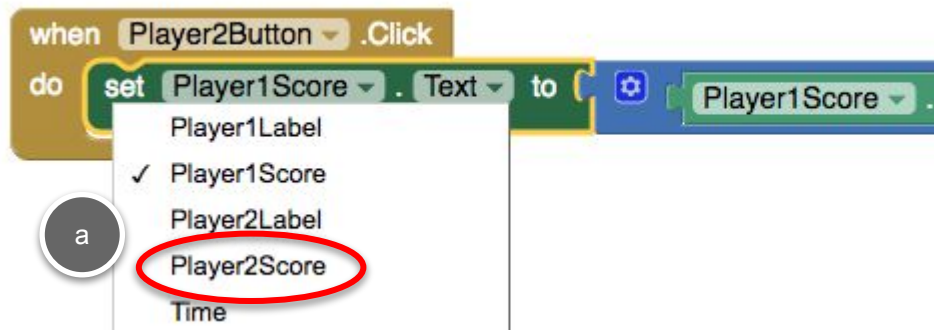 when Player2Button .Click
do set Player1Score . Text to Player1Score .
Player1Label
✓ Player1Score
Player2Label
a
Player2Score
Time